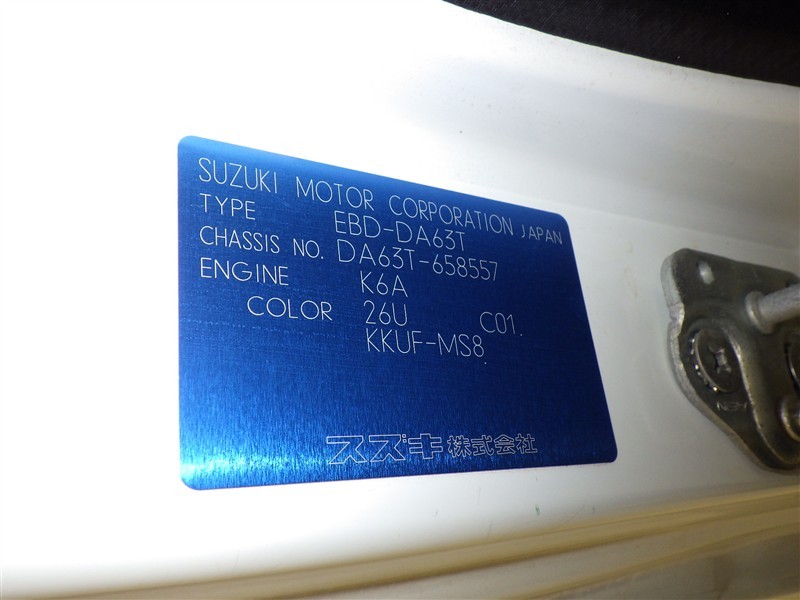 SUZUKI MOTOR CORPORATION JAPAN
TYPE EBD-DA63T
CHASSIS NO. DA63T-658557
ENGINE K6A
COLOR 26U C01.
KKUF-MS8
スズキ株式会社